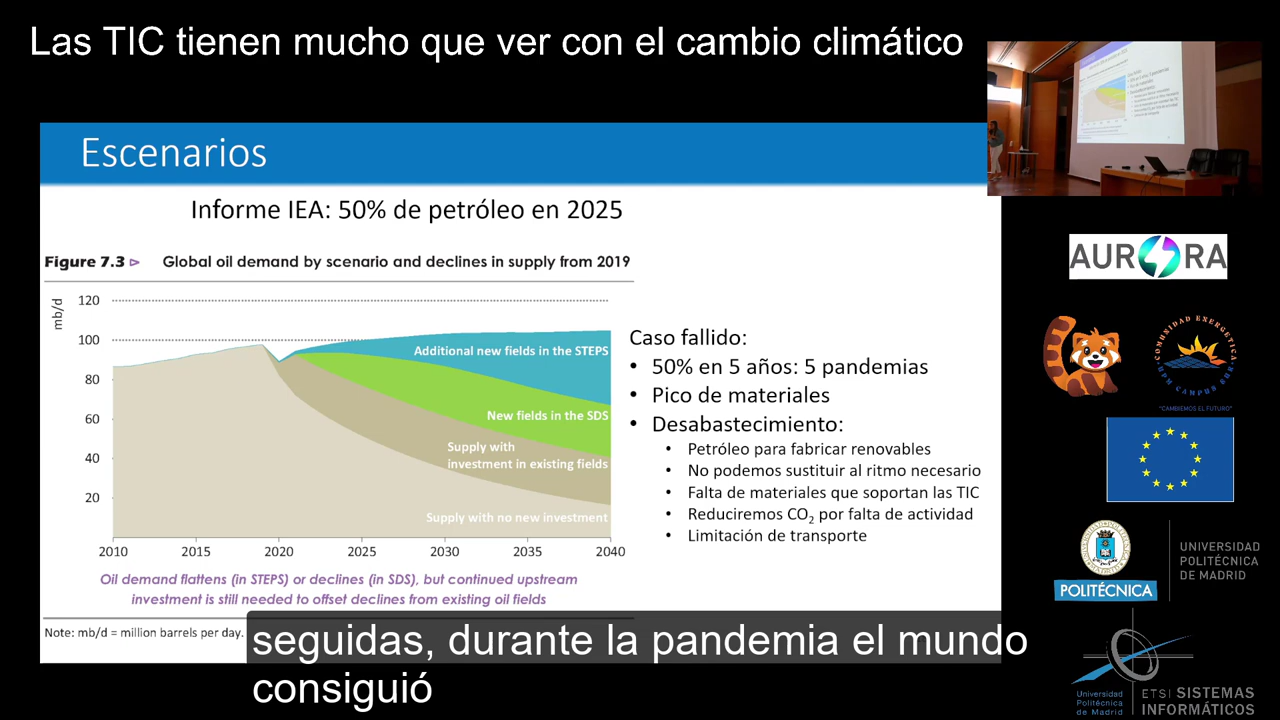 Las TIC tienen mucho que ver con el cambio climático
Escenarios
Informe IEA: 50% de petróleo en 2025
Figure 7.3 ▷ Global oil demand by scenario and declines in supply from 2019
mb/d
120
100
80
60
40
20
Additional new fields in the STEPS
New fields in the SDS
Supply with
investment in existing fields
Supply with no new investment
2010 2015 2020 2025 2030 2035 2040
Oil demand flattens (in STEPS) or declines (in SDS), but continued upstream
investment is still needed to offset declines from existing oil fields
Note: mb/d = million barrels per day.
Caso fallido:
• 50% en 5 años: 5 pandemias
• Pico de materiales
• Desabastecimiento:
• Petróleo para fabricar renovables
• No podemos sustituir al ritmo necesario
• Falta de materiales que soportan las TIC
• Reduciremos CO2 por falta de actividad
• Limitación de transporte
seguidas, durante la pandemia el mundo
consiguió
AURORA
COMUNIDAD ENERGETICA
UPM CAMPUS SUR
"CAMBIEMOS EL FUTURO"
POLITÉCNICA
UNIVERSIDAD
POLITÉCNICA
DE MADRID
Universidad
Politécnica
de Madrid
ETSI SISTEMAS
INFORMÁTICOS